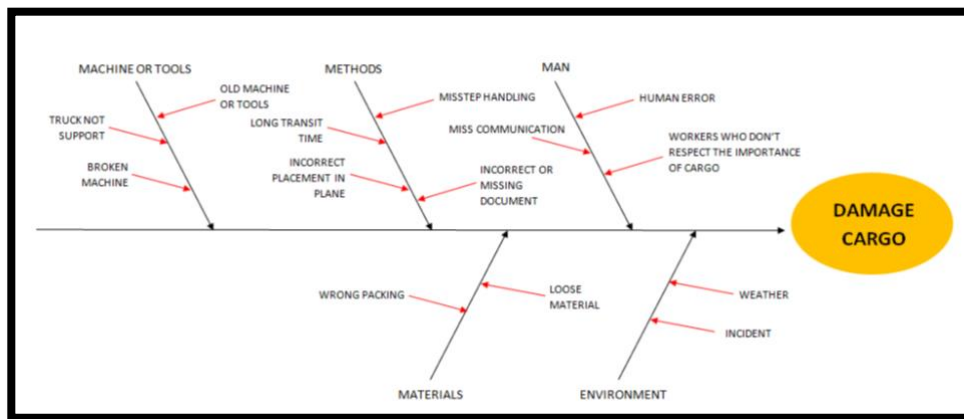 MACHINE OR TOOLS
METHODS
MAN
OLD MACHINE
OR TOOLS
TRUCK NOT
SUPPORT
BROKEN
MACHINE
MISSTEP HANDLING
LONG TRANSIT
TIME
INCORRECT
PLACEMENT IN
PLANE
INCORRECT OR
MISSING
DOCUMENT
HUMAN ERROR
MISS COMMUNICATION
WORKERS WHO DON'T
RESPECT THE IMPORTANCE
OF CARGO
DAMAGE
CARGO
WRONG PACKING
LOOSE
MATERIAL
WEATHER
INCIDENT
MATERIALS
ENVIRONMENT